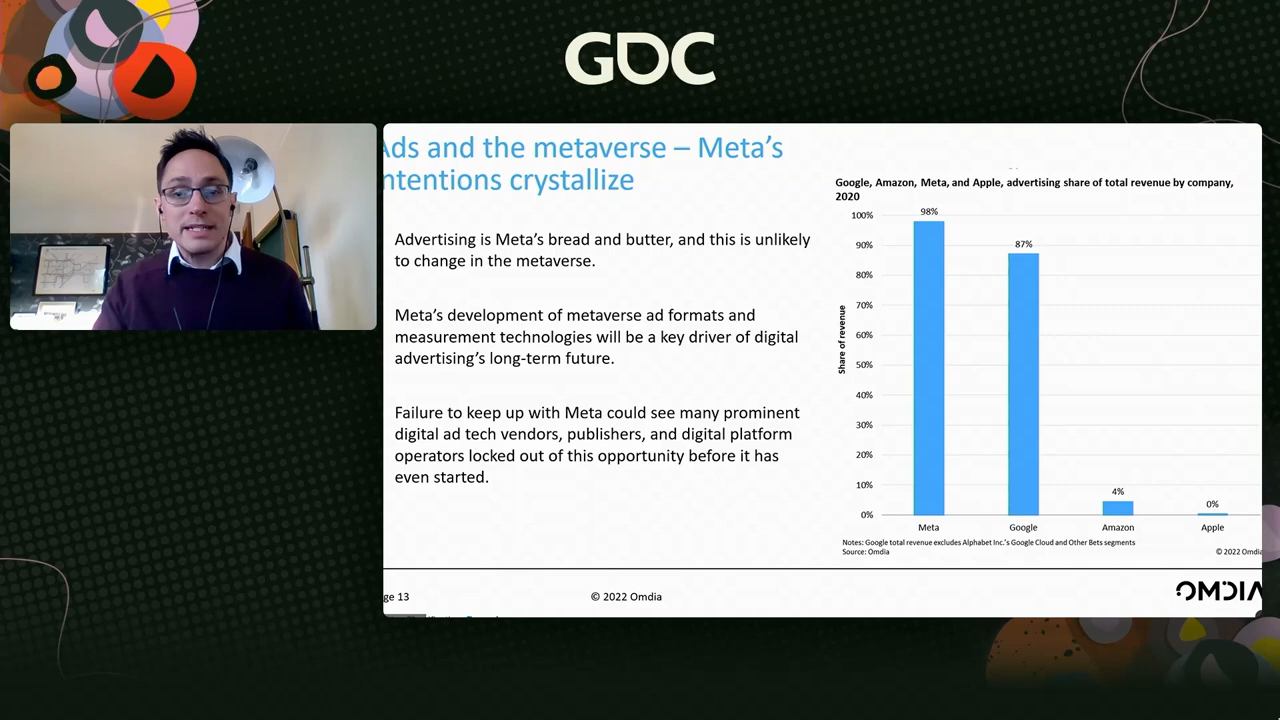 GDC
Ads and the metaverse – Meta's
ntentions crystallize
Advertising is Meta's bread and butter, and this is unlikely
to change in the metaverse.
Meta's development of metaverse ad formats and
measurement technologies will be a key driver of digital
advertising's long-term future.
Failure to keep up with Meta could see many prominent
digital ad tech vendors, publishers, and digital platform
operators locked out of this opportunity before it has
even started.
Google, Amazon, Meta, and Apple, advertising share of total revenue by company,
2020
Share of revenue
100%
90%
80%
70%
60%
50%
40%
30%
20%
10%
0%
98%
87%
4%
0%
Meta
Google
Amazon
Apple
Notes: Google total revenue excludes Alphabet Inc.'s Google Cloud and Other Bets segments
Source: Omdia
© 2022 Omdia
ge 13
© 2022 Omdia
OMDIA